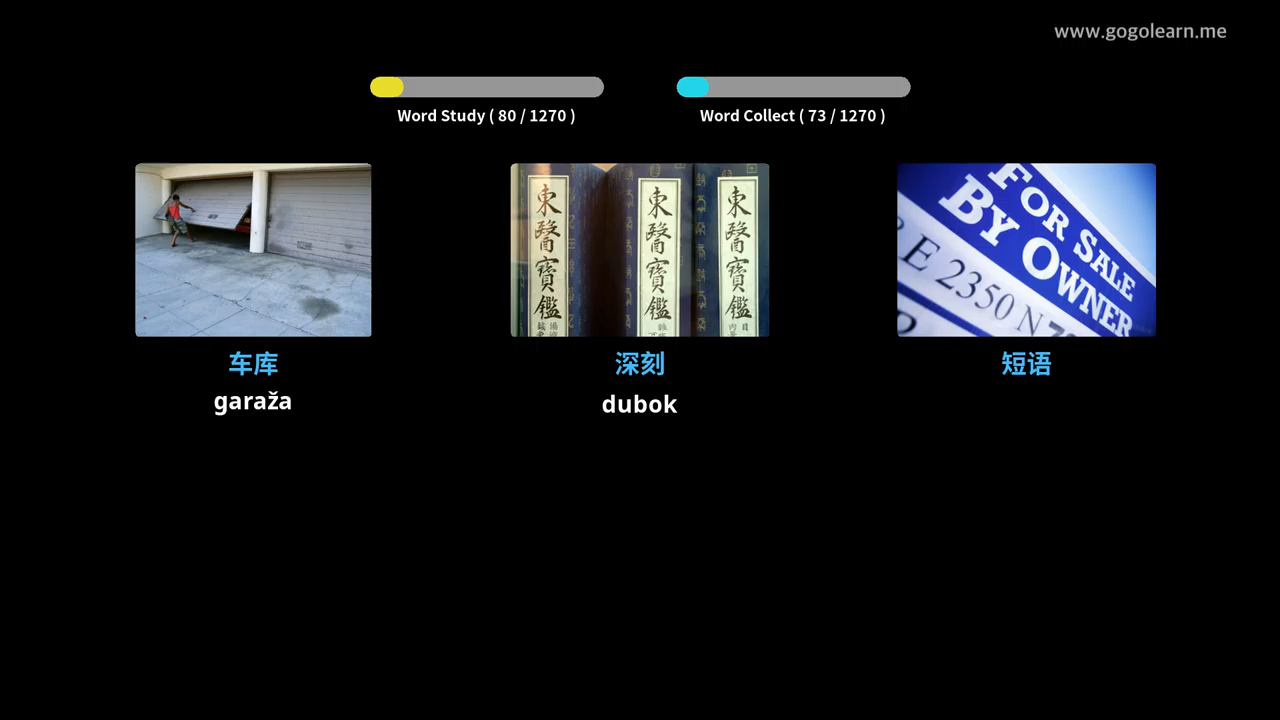 www.gogolearn.me
Word Study ( 80 / 1270 )
Word Collect ( 73 / 1270 )
東醫寶鑑
東醫寶鑑
東醫寶鑑
FOR SALE
BY OWNER
E 2350 N
车库
深刻
短语
garaža
dubok